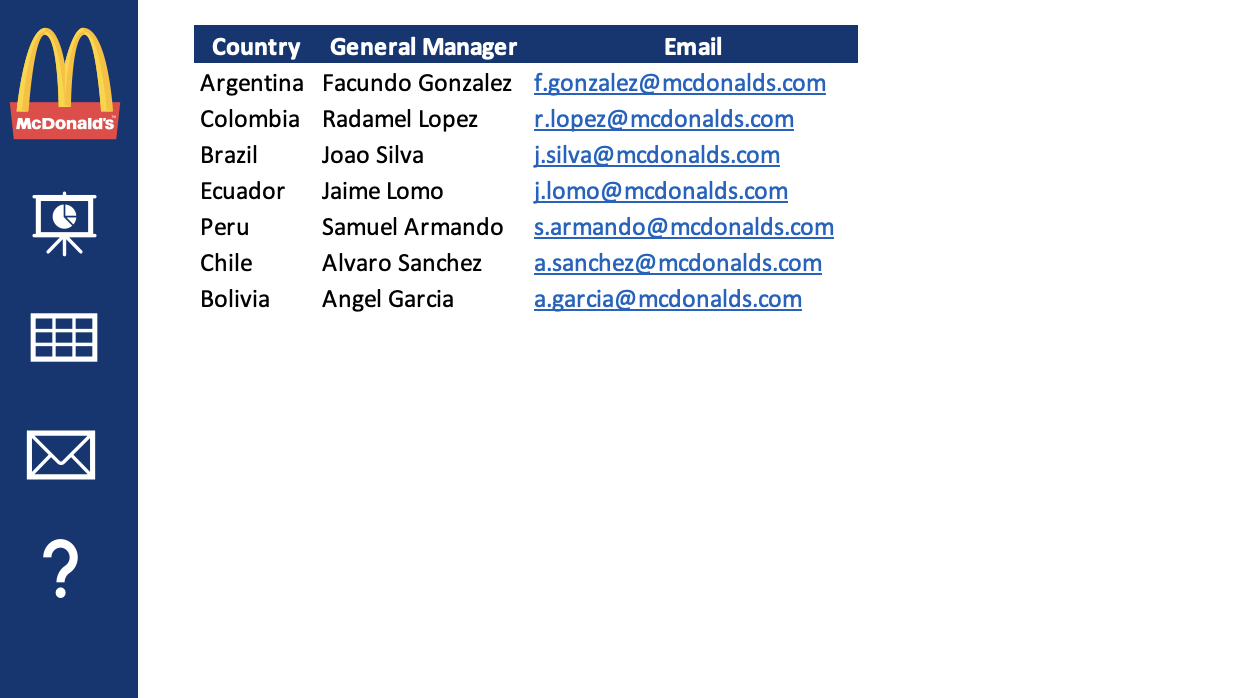 McDonald's™
Country General Manager Email
Argentina Facundo Gonzalez f.gonzalez@mcdonalds.com
Colombia Radamel Lopez r.lopez@mcdonalds.com
Brazil Joao Silva j.silva@mcdonalds.com
Ecuador Jaime Lomo j.lomo@mcdonalds.com
Peru Samuel Armando s.armando@mcdonalds.com
Chile Alvaro Sanchez a.sanchez@mcdonalds.com
Bolivia Angel Garcia a.garcia@mcdonalds.com
?